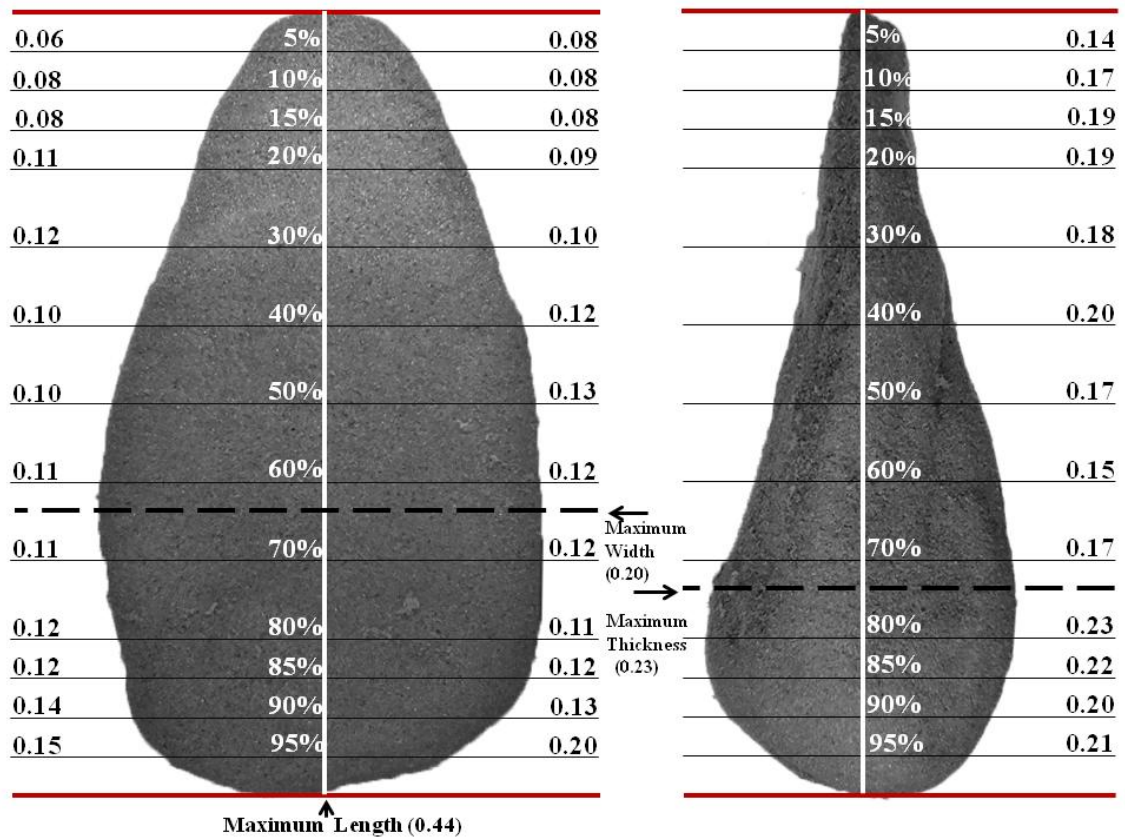 0.06 5% 0.08 5% 0.14
0.08 10% 0.08 10% 0.17
0.08 15% 0.08 15% 0.19
0.11 20% 0.09 20% 0.19
0.12 30% 0.10 30% 0.18
0.10 40% 0.12 40% 0.20
0.10 50% 0.13 50% 0.17
0.11 60% 0.12 60% 0.15
Maximum
Width
(0.20)
0.11 70% 0.12 70% 0.17
Maximum
Thickness
(0.23)
0.12 80% 0.11 80% 0.23
0.12 85% 0.12 85% 0.22
0.14 90% 0.13 90% 0.20
0.15 95% 0.20 95% 0.21
Maximum Length (0.44)